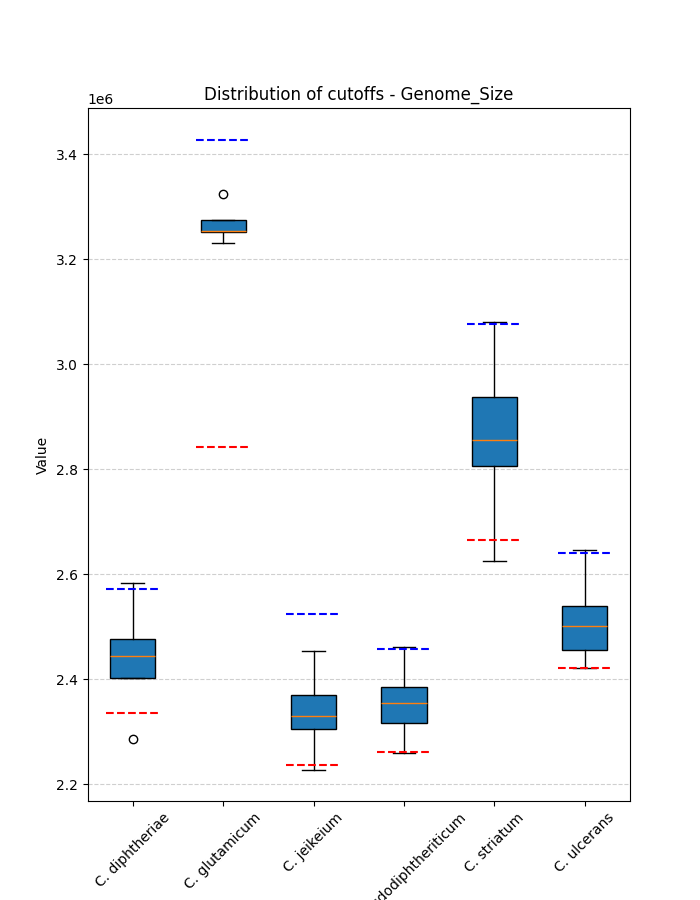 Distribution of cutoffs - Genome_Size
1e6
3.4
3.2
3.0
2.8
2.6
2.4
2.2
Value
C. diphtheriae
C. glutamicum
C. jeikeium
C. striatum
C. ulcerans